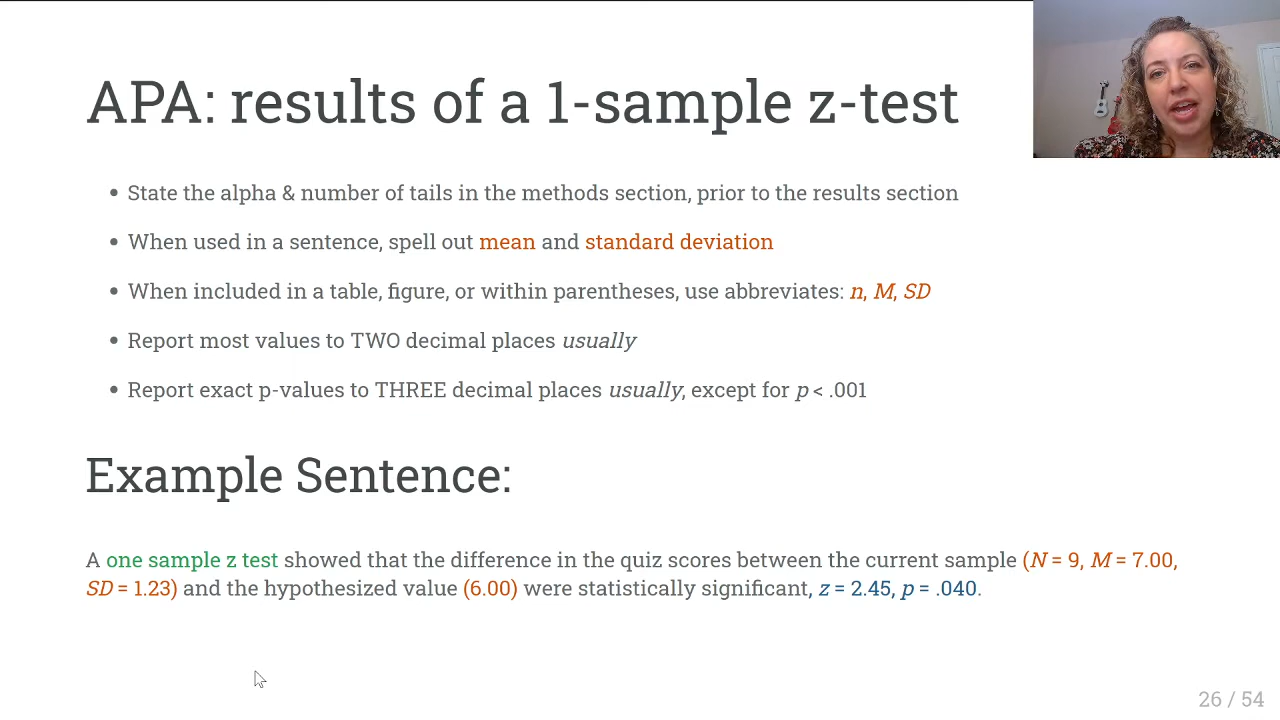 APA: results of a 1-sample z-test
• State the alpha & number of tails in the methods section, prior to the results section
• When used in a sentence, spell out mean and standard deviation
• When included in a table, figure, or within parentheses, use abbreviates: n, M, SD
• Report most values to TWO decimal places usually
• Report exact p-values to THREE decimal places usually, except for p < .001
Example Sentence:
A one sample z test showed that the difference in the quiz scores between the current sample (N = 9, M = 7.00,
SD = 1.23) and the hypothesized value (6.00) were statistically significant, z = 2.45, p = .040.
26 / 54